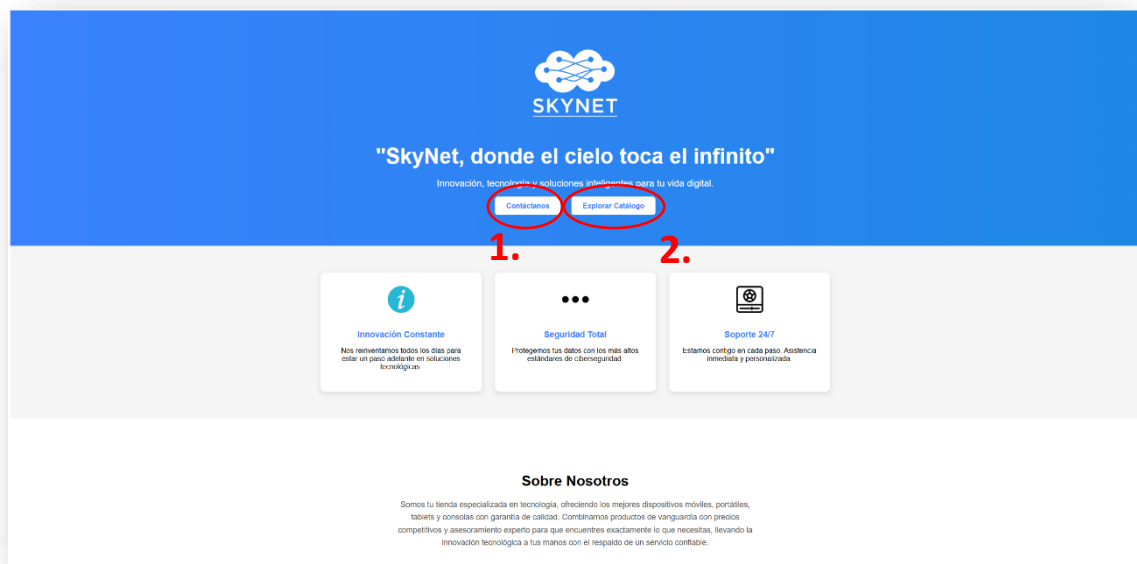 SKYNET
"SkyNet, donde el cielo toca el infinito"
Innovación, tecnología y soluciones inteligentes para tu vida digital.
Contáctanos
Explorar Catálogo
1.
2.
Innovación Constante
Nos reinventamos todos los días para
estar un paso adelante en soluciones
tecnológicas
Seguridad Total
Protegemos tus datos con los más altos
estándares de ciberseguridad
Soporte 24/7
Estamos contigo en cada paso. Asistencia
inmediata y personalizada
Sobre Nosotros
Somos tu tienda especializada en tecnología, ofreciendo los mejores dispositivos móviles, portátiles,
tablets y consolas con garantía de calidad. Combinamos productos de vanguardia con precios
competitivos y asesoramiento experto para que encuentres exactamente lo que necesitas, llevando la
innovación tecnológica a tus manos con el respaldo de un servicio confiable.